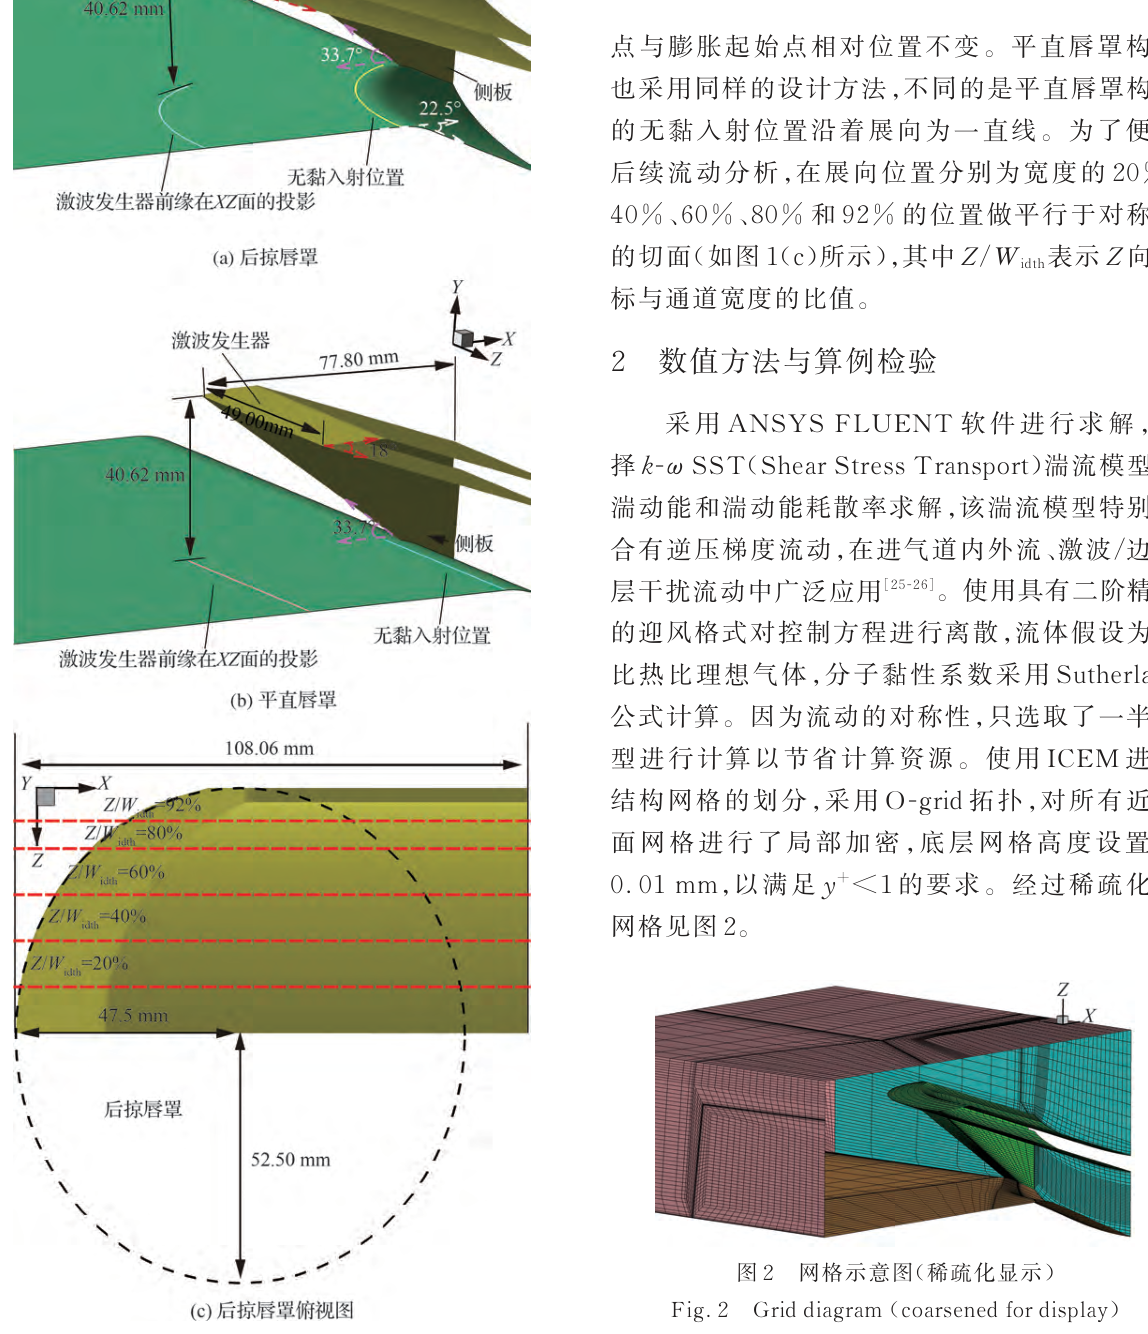 40.62 mm
33.7°
侧板
22.5°
无黏入射位置
激波发生器前缘在XZ面的投影
(a) 后掠唇罩
Y
X
Z
激波发生器
77.80 mm
49.00mm
18°
40.62 mm
33.7°
侧板
无黏入射位置
激波发生器前缘在XZ面的投影
(b) 平直唇罩
108.06 mm
Y
X
Z
Z/Width=92%
Z/Width=80%
Z/Width=60%
Z/Width=40%
Z/Width=20%
47.5 mm
后掠唇罩
52.50 mm
(c) 后掠唇罩俯视图
点与膨胀起始点相对位置不变。平直唇罩构
也采用同样的设计方法,不同的是平直唇罩构
的无黏入射位置沿着展向为一直线。为了便
后续流动分析,在展向位置分别为宽度的20%
40%、60%、80%和92%的位置做平行于对称
的切面(如图1(c)所示),其中Z/Width表示Z向
标与通道宽度的比值。
2 数值方法与算例检验
采用ANSYS FLUENT软件进行求解,
择k-ω SST(Shear Stress Transport)湍流模型
湍动能和湍动能耗散率求解,该湍流模型特别
合有逆压梯度流动,在进气道内外流、激波/边
层干扰流动中广泛应用[25-26]。使用具有二阶精
的迎风格式对控制方程进行离散,流体假设为
比热比理想气体,分子黏性系数采用Sutherla
公式计算。因为流动的对称性,只选取了一半
型进行计算以节省计算资源。使用ICEM进
结构网格的划分,采用O-grid拓扑,对所有近
面网格进行了局部加密,底层网格高度设置
0.01 mm,以满足y+<1的要求。经过稀疏化
网格见图2。
Z
X
图2 网格示意图(稀疏化显示)
Fig. 2 Grid diagram (coarsened for display)